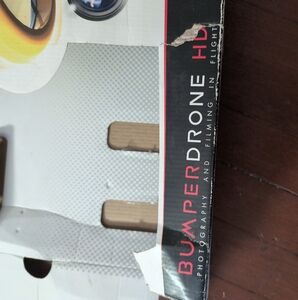 BUMPERDRONE HD
PHOTOGRAPHY AND FILMING IN FLIGHT